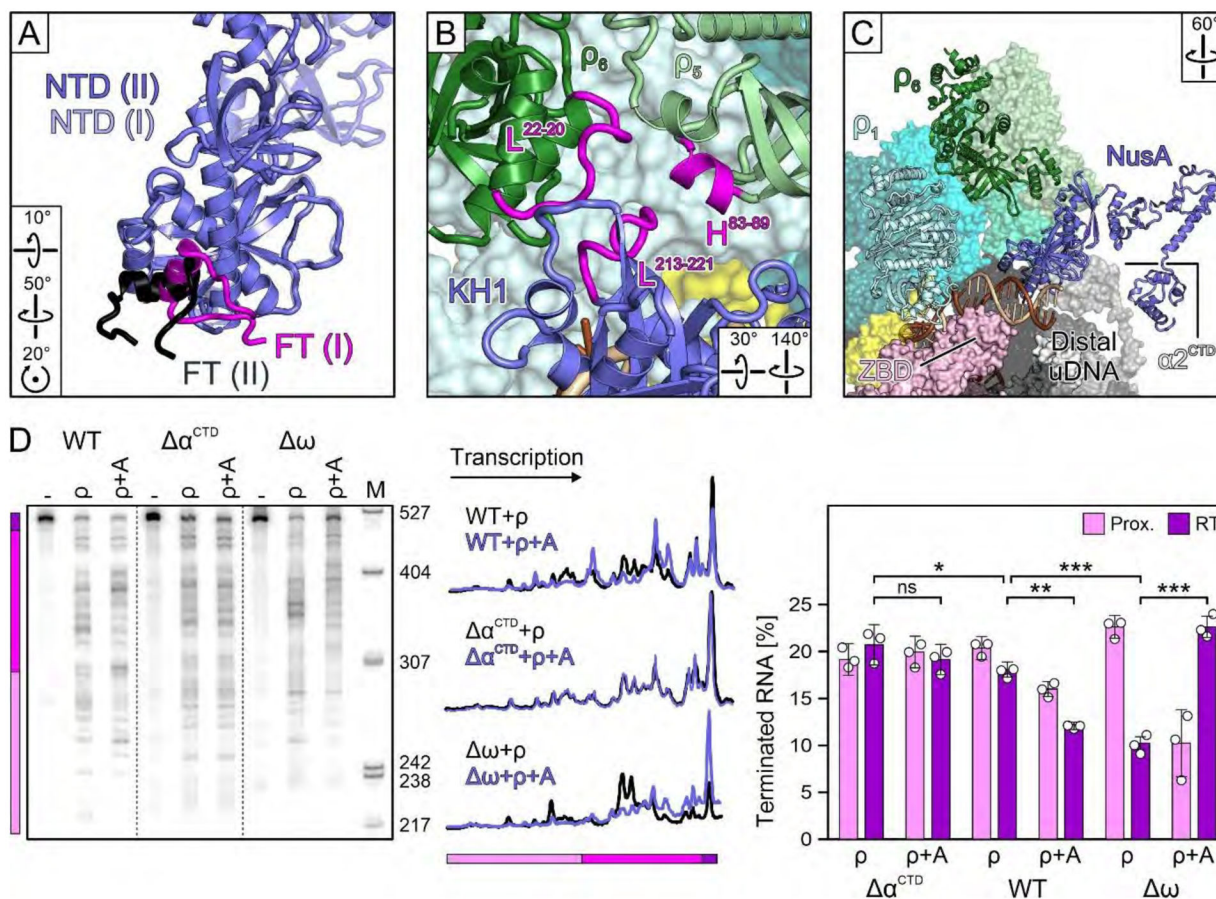 A
NTD (II)
NTD (I)
10°
50°
20°
FT (I)
FT (II)
B
ρ6
ρ5
L22-20
H83-89
L213-221
KH1
30° 140°
C
60°
ρ6
ρ1
NusA
ZBD
Distal
uDNA
α2CTD
D
WT ΔαCTD Δω
- ρ ρ+A - ρ ρ+A - ρ ρ+A M
527
404
307
242
238
217
Transcription
WT+ρ
WT+ρ+A
ΔαCTD+ρ
ΔαCTD+ρ+A
Δω+ρ
Δω+ρ+A
Prox. RT
Terminated RNA [%]
25
20
15
10
5
0
* ***
ns ** ***
ρ ρ+A ρ ρ+A ρ ρ+A
ΔαCTD WT Δω